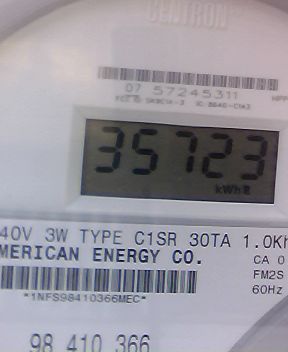 CENTRON
07 57245311
35723
kWh
40V 3W TYPE C1SR 30TA 1.0Kh
MERICAN ENERGY CO.
CA 0
FM2S
60Hz
*1NFS98410366MEC*
98 410 366